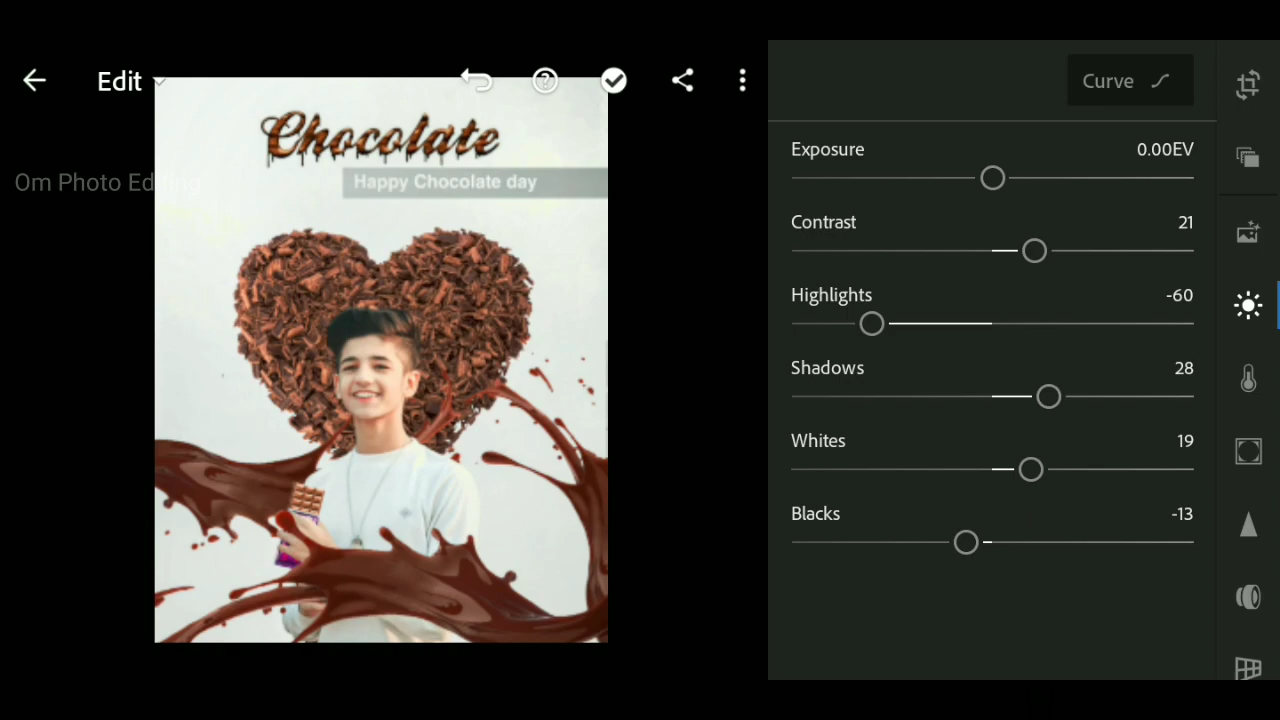 Edit
Curve
Chocolate
Happy Chocolate day
Om Photo Editing
Exposure 0.00EV
Contrast 21
Highlights -60
Shadows 28
Whites 19
Blacks -13